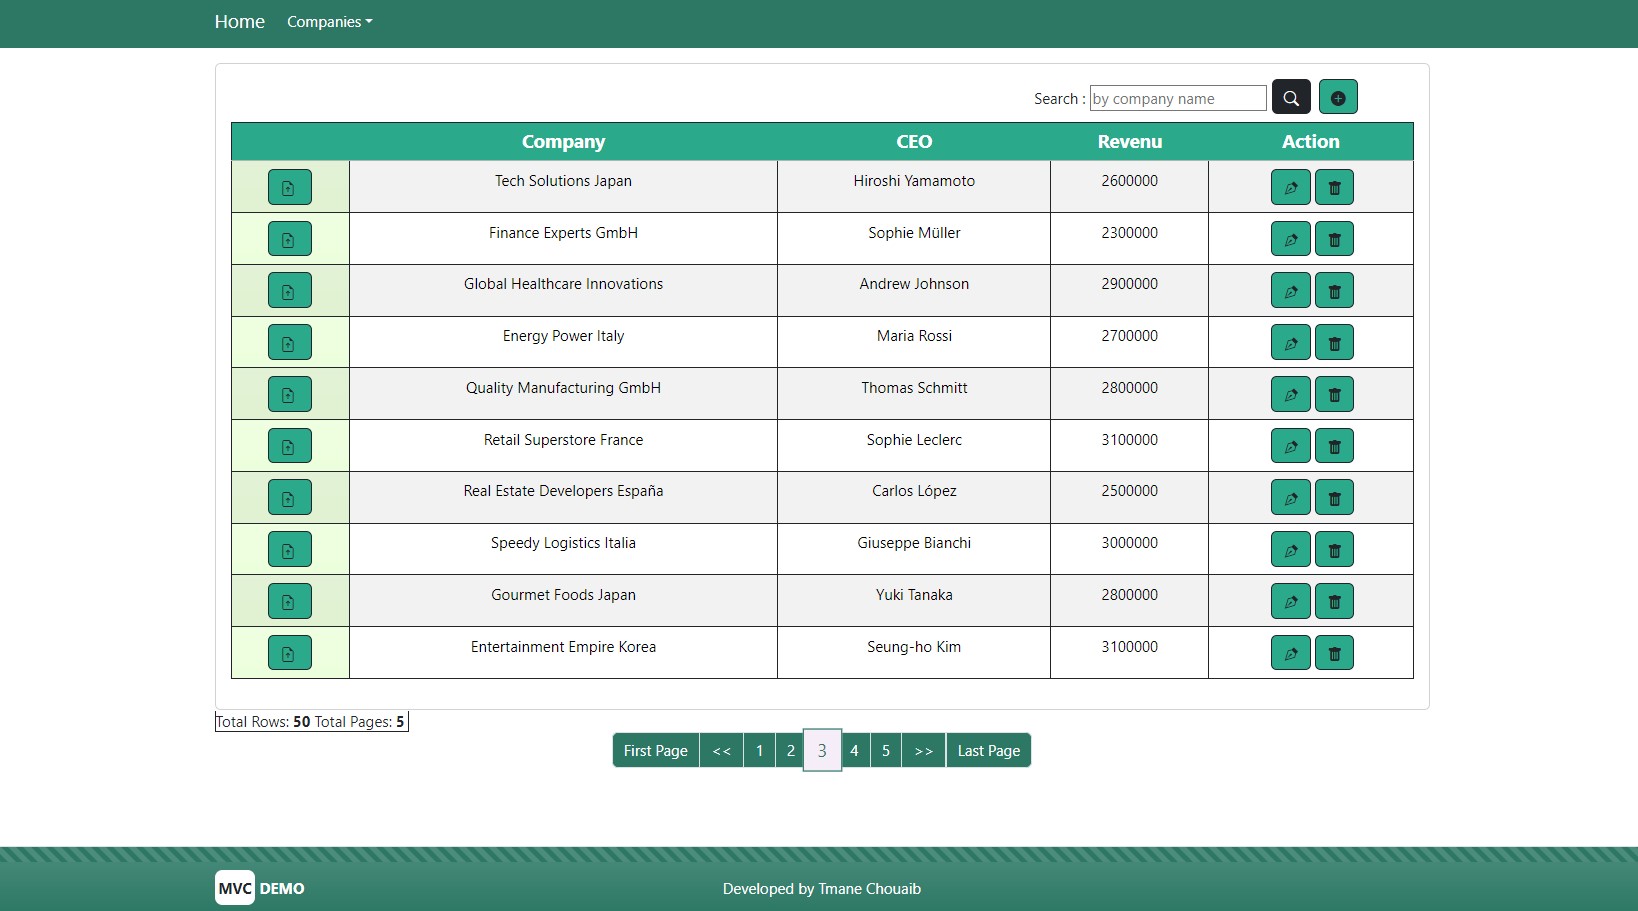 Home Companies
Search : by company name
Company CEO Revenu Action
Tech Solutions Japan Hiroshi Yamamoto 2600000
Finance Experts GmbH Sophie Müller 2300000
Global Healthcare Innovations Andrew Johnson 2900000
Energy Power Italy Maria Rossi 2700000
Quality Manufacturing GmbH Thomas Schmitt 2800000
Retail Superstore France Sophie Leclerc 3100000
Real Estate Developers España Carlos López 2500000
Speedy Logistics Italia Giuseppe Bianchi 3000000
Gourmet Foods Japan Yuki Tanaka 2800000
Entertainment Empire Korea Seung-ho Kim 3100000
Total Rows: 50 Total Pages: 5
First Page << 1 2 3 4 5 >> Last Page
MVC DEMO Developed by Tmane Chouaib